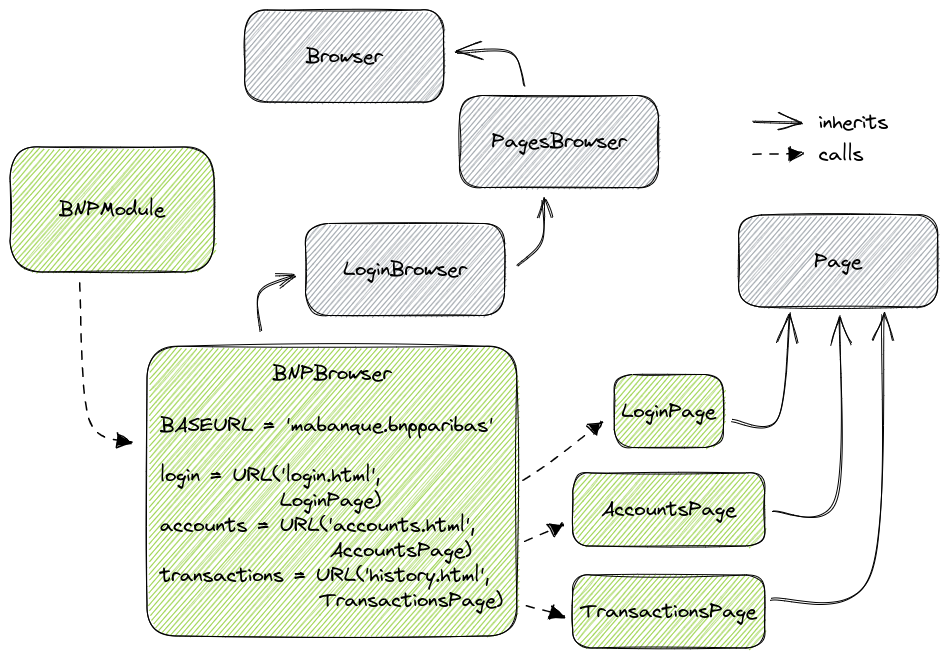 Browser
PagesBrowser
inherits
calls
BNPModule
LoginBrowser
Page
BNPBrowser
BASEURL = 'mabanque.bnpparibas'
login = URL('login.html',
LoginPage)
accounts = URL('accounts.html',
AccountsPage)
transactions = URL('history.html',
TransactionsPage)
LoginPage
AccountsPage
TransactionsPage